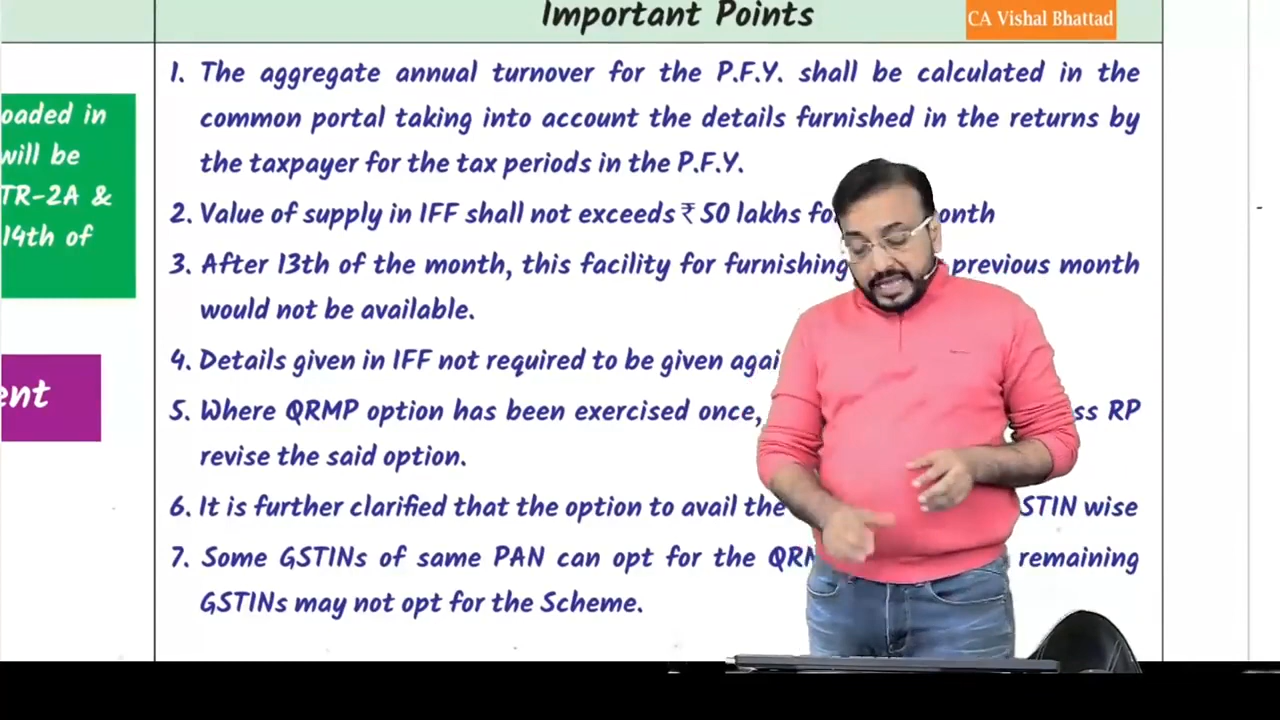 Important Points
CA Vishal Bhattad
oaded in
will be
TR-2A &
14th of
ent
1. The aggregate annual turnover for the P.F.Y. shall be calculated in the
common portal taking into account the details furnished in the returns by
the taxpayer for the tax periods in the P.F.Y.
2. Value of supply in IFF shall not exceeds ₹ 50 lakhs fo onth
3. After 13th of the month, this facility for furnishing previous month
would not be available.
4. Details given in IFF not required to be given agai
5. Where QRMP option has been exercised once, ss RP
revise the said option.
6. It is further clarified that the option to avail the STIN wise
7. Some GSTINs of same PAN can opt for the QR remaining
GSTINs may not opt for the Scheme.